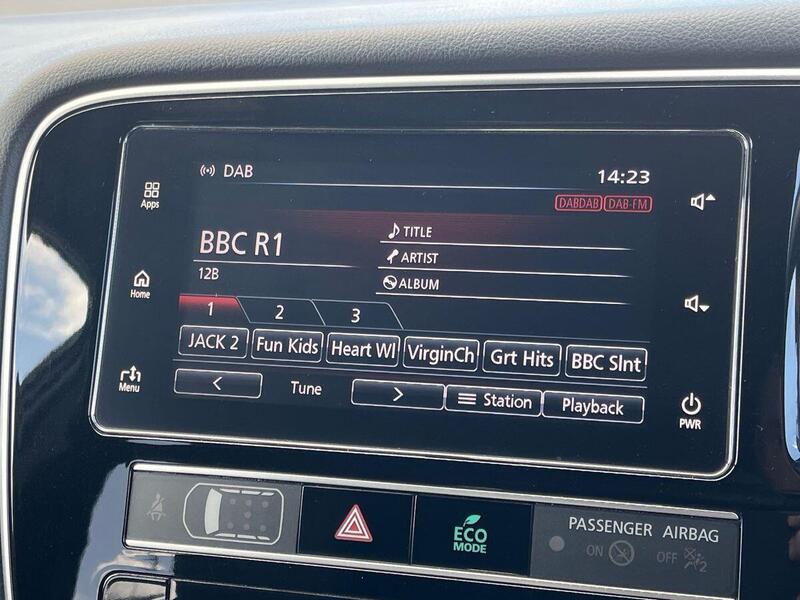 DAB
14:23
DABDAB DAB-FM
Apps
BBC R1
TITLE
ARTIST
12B
ALBUM
Home
1 2 3
JACK 2 Fun Kids Heart WI VirginCh Grt Hits BBC Slnt
Menu
< Tune > Station Playback
PWR
ECO
MODE
PASSENGER AIRBAG
ON OFF 2